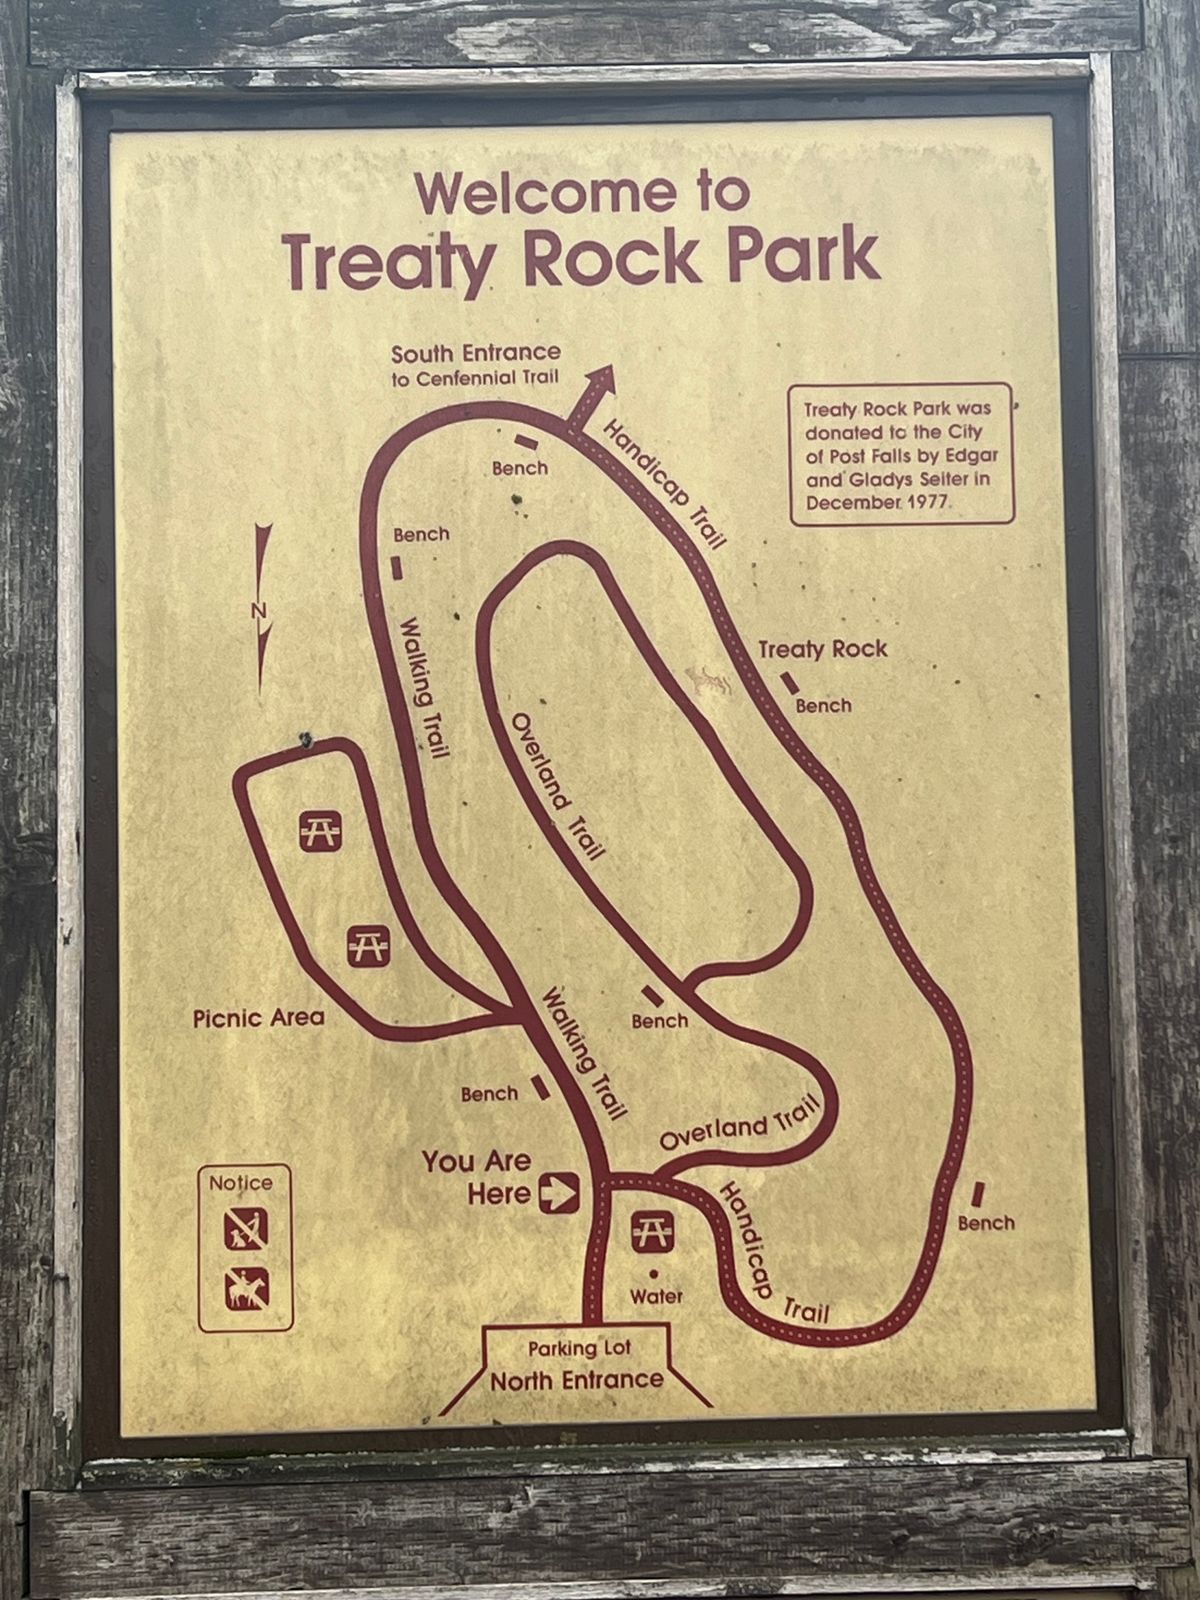 Welcome to
Treaty Rock Park
South Entrance
to Cenfennial Trail
Handicap Trail
Treaty Rock Park was
donated to the City
of Post Falls by Edgar
and Gladys Seiter in
December 1977.
Bench
Bench
N
Walking Trail
Treaty Rock
Bench
Overland Trail
Picnic Area
Bench
Walking Trail
Bench
Overland Trail
You Are
Here
Notice
Handicap Trail
Bench
Water
Parking Lot
North Entrance